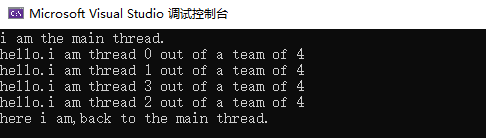 Microsoft Visual Studio 调试控制台
i am the main thread.
hello.i am thread 0 out of a team of 4
hello.i am thread 1 out of a team of 4
hello.i am thread 3 out of a team of 4
hello.i am thread 2 out of a team of 4
here i am,back to the main thread.